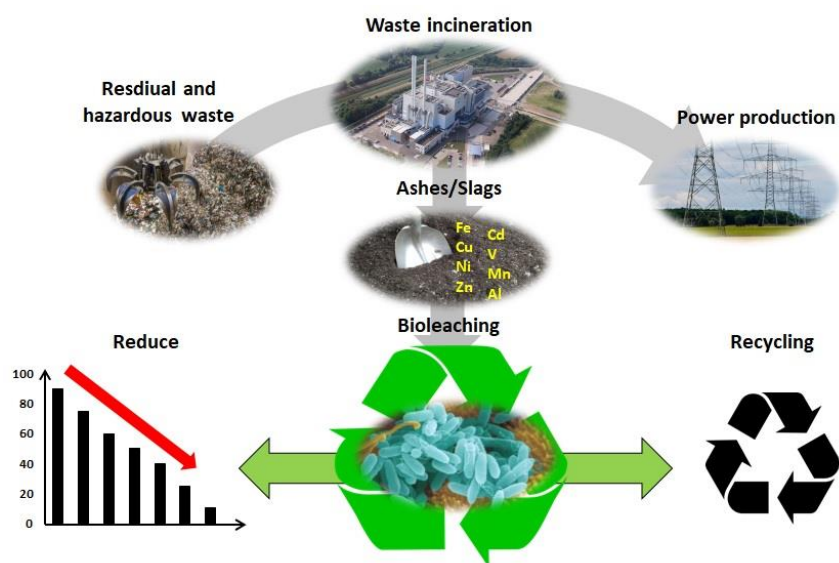 Waste incineration
Resdiual and
hazardous waste
Power production
Ashes/Slags
Fe
Cd
Cu
V
Ni
Mn
Zn
Al
Bioleaching
Reduce
Recycling
100
80
60
40
20
0